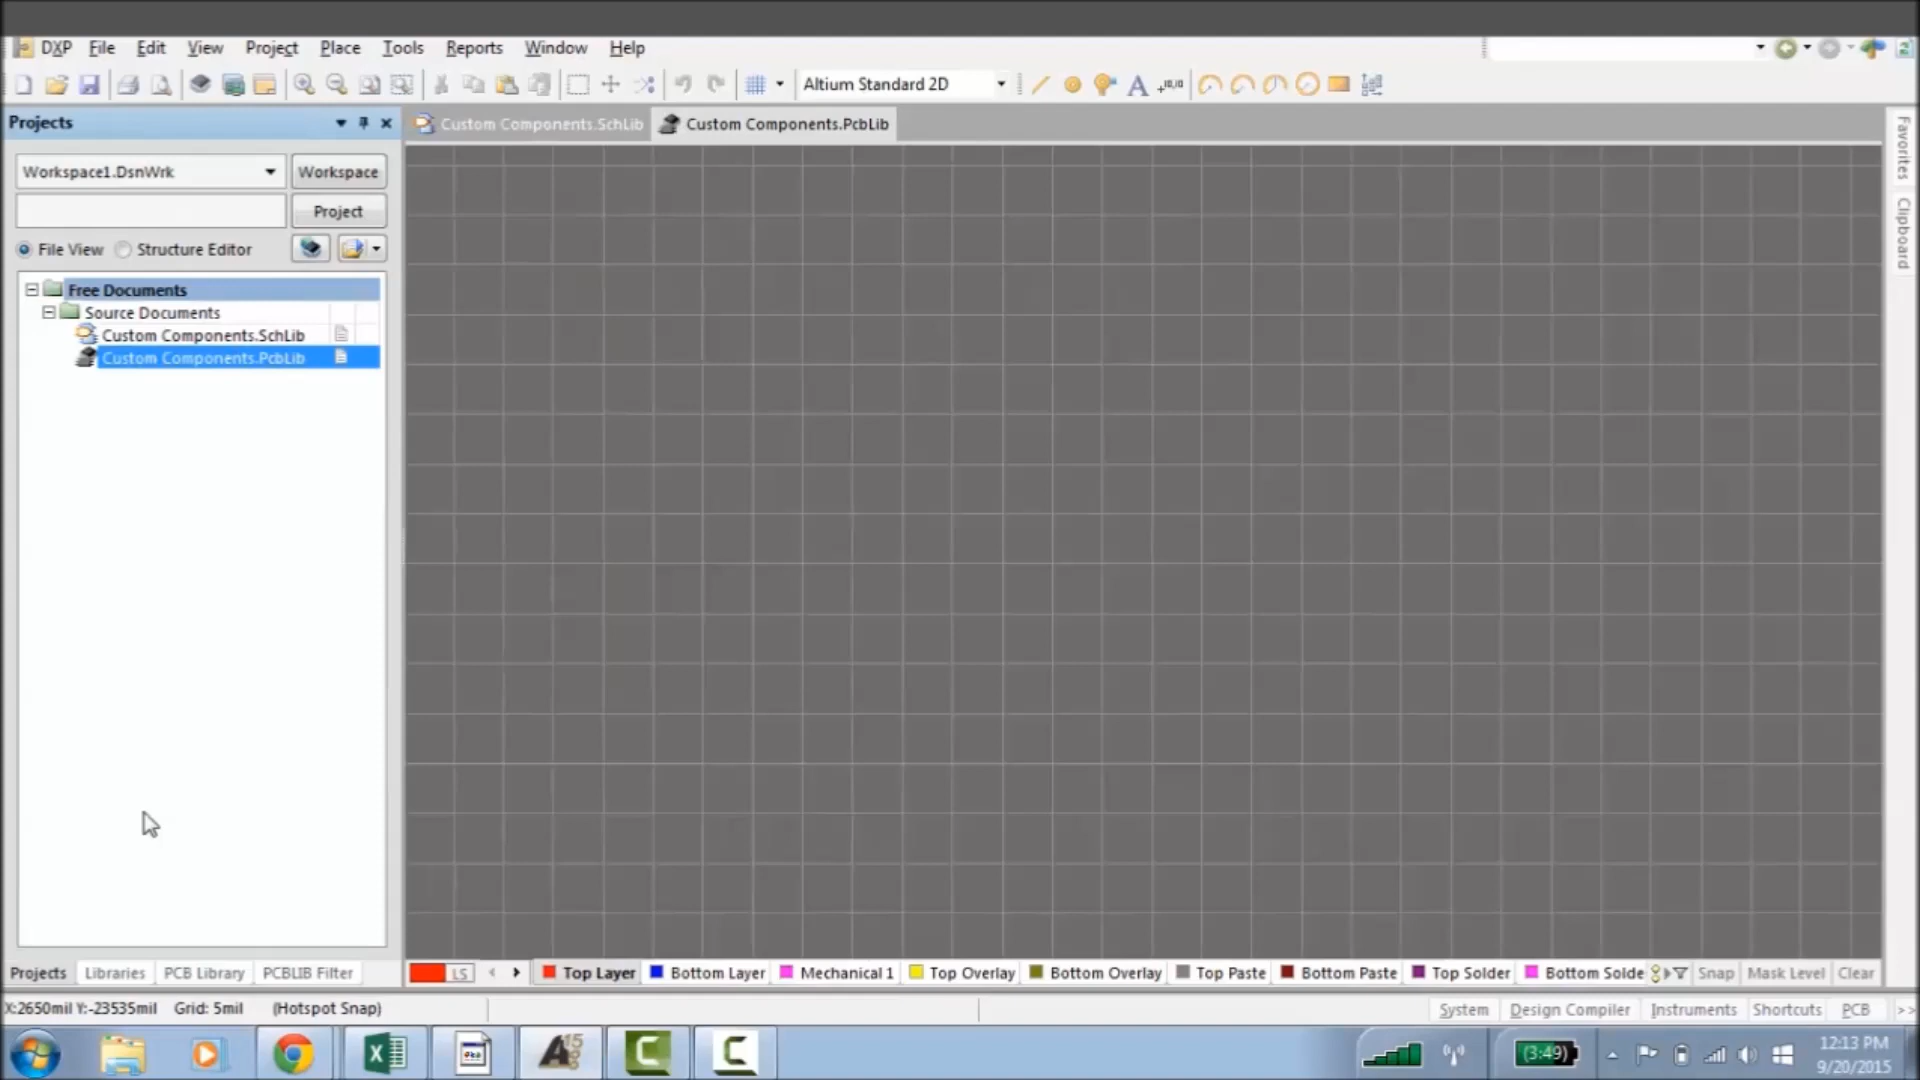 DXP File Edit View Project Place Tools Reports Window Help
Altium Standard 2D
A +10,10
Projects
Custom Components.SchLib Custom Components.PcbLib
Workspace1.DsnWrk Workspace
Project
File View Structure Editor
Free Documents
Source Documents
Custom Components.SchLib
Custom Components.PcbLib
Favorites
Clipboard
Projects Libraries PCB Library PCBLIB Filter
LS Top Layer Bottom Layer Mechanical 1 Top Overlay Bottom Overlay Top Paste Bottom Paste Top Solder Bottom Solde Snap Mask Level Clear
X:2650mil Y:-23535mil Grid: 5mil (Hotspot Snap)
System Design Compiler Instruments Shortcuts PCB >>
(3:49)
12:13 PM
9/20/2015